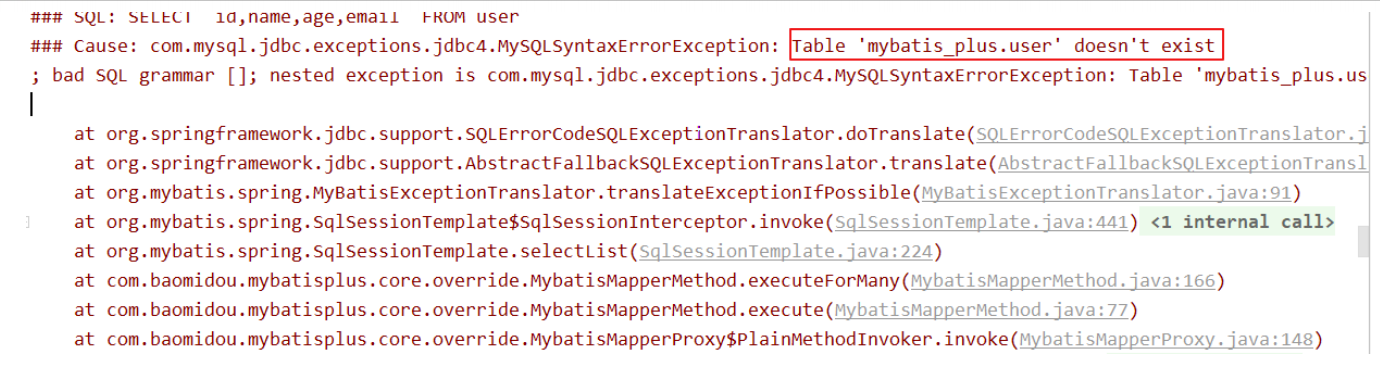 ### SQL: SELECT  id,name,age,email  FROM user
### Cause: com.mysql.jdbc.exceptions.jdbc4.MySQLSyntaxErrorException: Table 'mybatis_plus.user' doesn't exist
; bad SQL grammar []; nested exception is com.mysql.jdbc.exceptions.jdbc4.MySQLSyntaxErrorException: Table 'mybatis_plus.us
at org.springframework.jdbc.support.SQLErrorCodeSQLExceptionTranslator.doTranslate(SQLErrorCodeSQLExceptionTranslator.j
at org.springframework.jdbc.support.AbstractFallbackSQLExceptionTranslator.translate(AbstractFallbackSQLExceptionTransl
at org.mybatis.spring.MyBatisExceptionTranslator.translateExceptionIfPossible(MyBatisExceptionTranslator.java:91)
at org.mybatis.spring.SqlSessionTemplate$SqlSessionInterceptor.invoke(SqlSessionTemplate.java:441) <1 internal call>
at org.mybatis.spring.SqlSessionTemplate.selectList(SqlSessionTemplate.java:224)
at com.baomidou.mybatisplus.core.override.MybatisMapperMethod.executeForMany(MybatisMapperMethod.java:166)
at com.baomidou.mybatisplus.core.override.MybatisMapperMethod.execute(MybatisMapperMethod.java:77)
at com.baomidou.mybatisplus.core.override.MybatisMapperProxy$PlainMethodInvoker.invoke(MybatisMapperProxy.java:148)